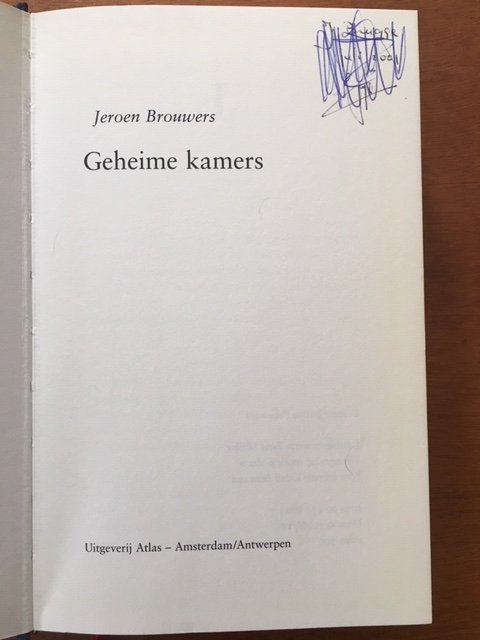 Jeroen Brouwers
Geheime kamers
Uitgeverij Atlas – Amsterdam/Antwerpen